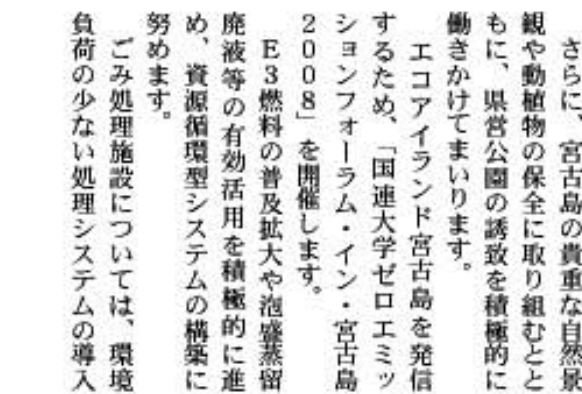 さらに、宮古島の貴重な自然景
観や動植物の保全に取り組むとと
もに、県営公園の誘致を積極的に
働きかけてまいります。
エコアイランド宮古島を発信
するため、「国連大学ゼロエミッ
ションフォーラム・イン・宮古島
2008」を開催します。
E3燃料の普及拡大や泡盛蒸留
廃液等の有効活用を積極的に進
め、資源循環型システムの構築に
努めます。
ごみ処理施設については、環境
負荷の少ない処理システムの導入